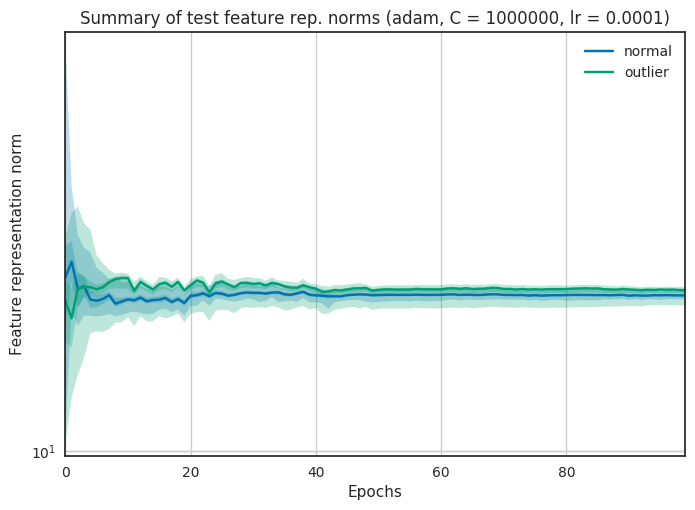 Summary of test feature rep. norms (adam, C = 1000000, lr = 0.0001)
normal
outlier
Feature representation norm
10¹
0 20 40 60 80
Epochs